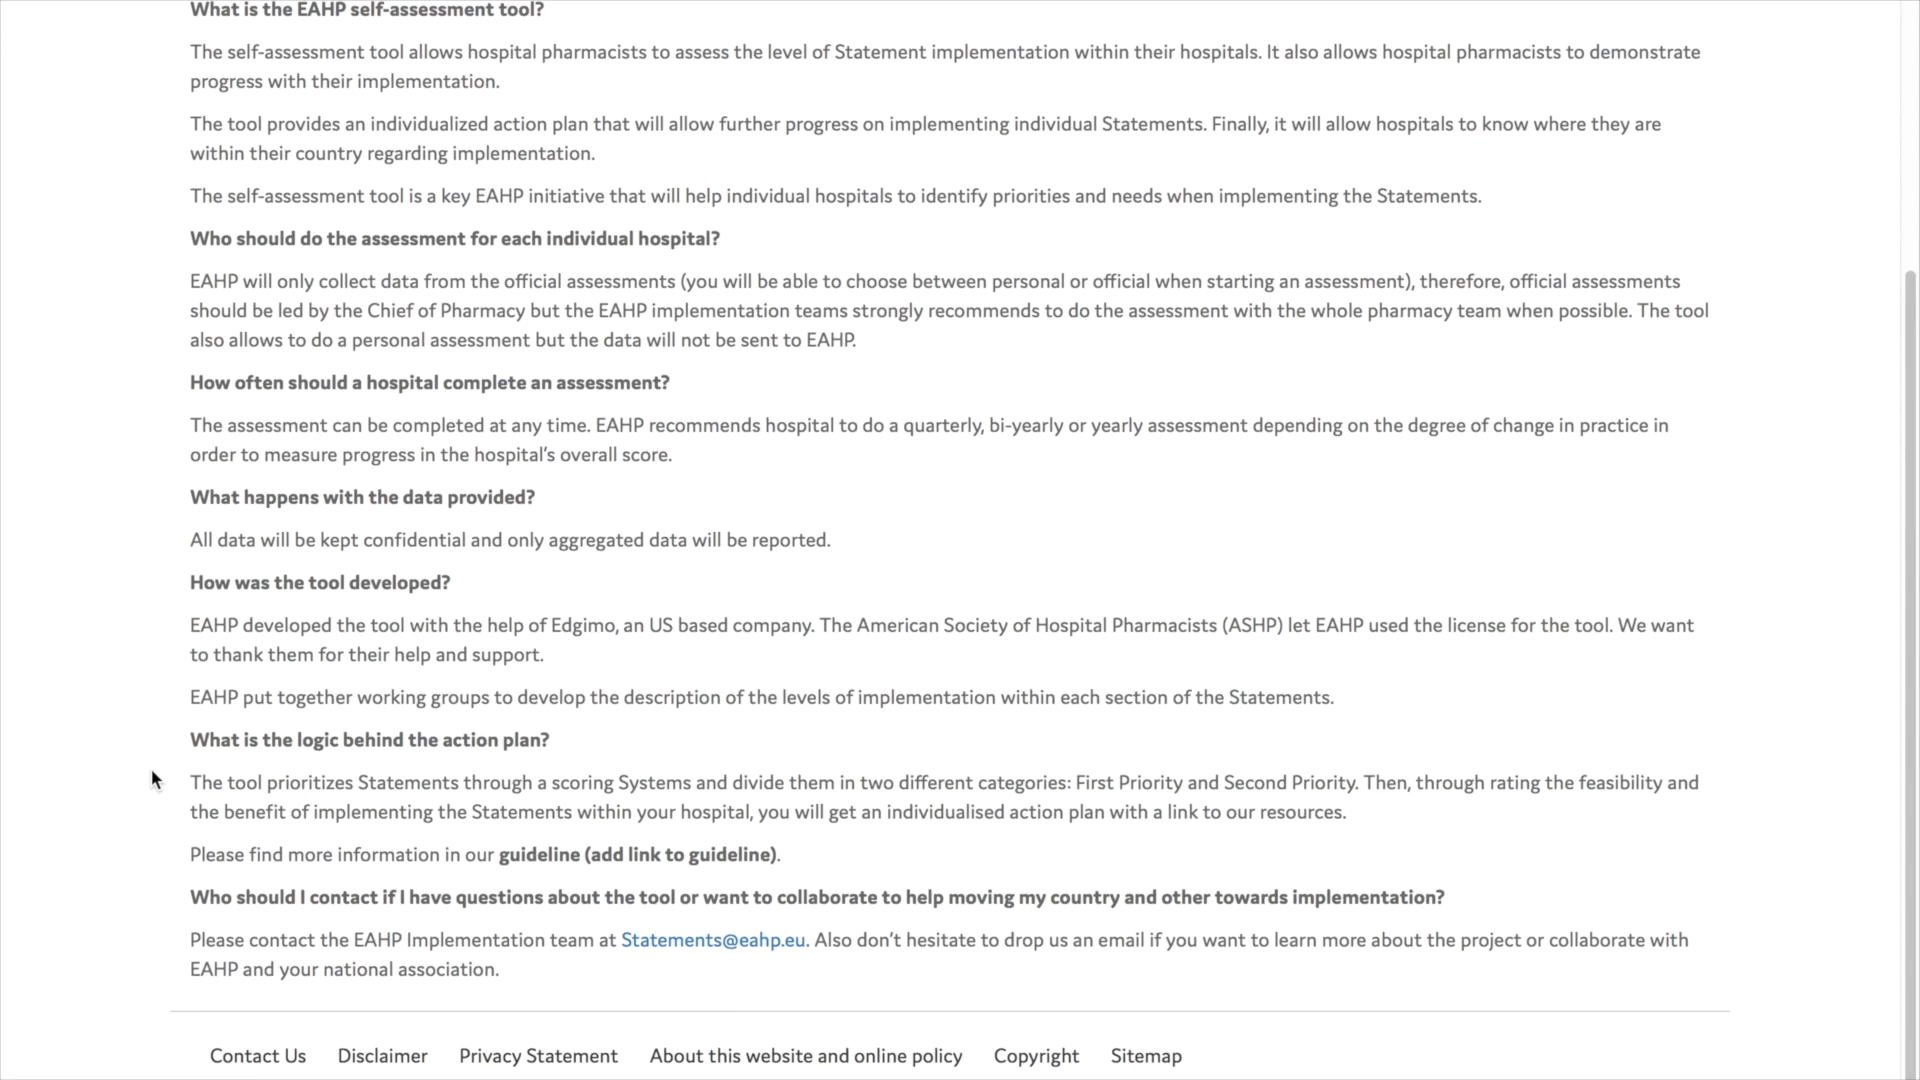 What is the EAHP self-assessment tool?
The self-assessment tool allows hospital pharmacists to assess the level of Statement implementation within their hospitals. It also allows hospital pharmacists to demonstrate
progress with their implementation.
The tool provides an individualized action plan that will allow further progress on implementing individual Statements. Finally, it will allow hospitals to know where they are
within their country regarding implementation.
The self-assessment tool is a key EAHP initiative that will help individual hospitals to identify priorities and needs when implementing the Statements.
Who should do the assessment for each individual hospital?
EAHP will only collect data from the official assessments (you will be able to choose between personal or official when starting an assessment), therefore, official assessments
should be led by the Chief of Pharmacy but the EAHP implementation teams strongly recommends to do the assessment with the whole pharmacy team when possible. The tool
also allows to do a personal assessment but the data will not be sent to EAHP.
How often should a hospital complete an assessment?
The assessment can be completed at any time. EAHP recommends hospital to do a quarterly, bi-yearly or yearly assessment depending on the degree of change in practice in
order to measure progress in the hospital's overall score.
What happens with the data provided?
All data will be kept confidential and only aggregated data will be reported.
How was the tool developed?
EAHP developed the tool with the help of Edgimo, an US based company. The American Society of Hospital Pharmacists (ASHP) let EAHP used the license for the tool. We want
to thank them for their help and support.
EAHP put together working groups to develop the description of the levels of implementation within each section of the Statements.
What is the logic behind the action plan?
The tool prioritizes Statements through a scoring Systems and divide them in two different categories: First Priority and Second Priority. Then, through rating the feasibility and
the benefit of implementing the Statements within your hospital, you will get an individualised action plan with a link to our resources.
Please find more information in our guideline (add link to guideline).
Who should I contact if I have questions about the tool or want to collaborate to help moving my country and other towards implementation?
Please contact the EAHP Implementation team at Statements@eahp.eu. Also don't hesitate to drop us an email if you want to learn more about the project or collaborate with
EAHP and your national association.
Contact Us Disclaimer Privacy Statement About this website and online policy Copyright Sitemap